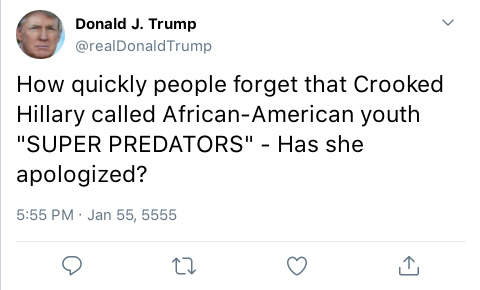 Donald J. Trump
@realDonaldTrump
How quickly people forget that Crooked
Hillary called African-American youth
"SUPER PREDATORS" - Has she
apologized?
5:55 PM · Jan 55, 5555